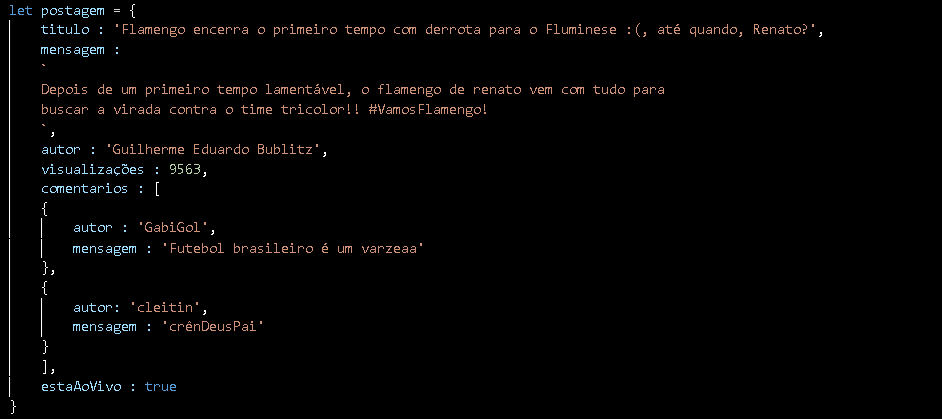 let postagem = {
titulo : 'Flamengo encerra o primeiro tempo com derrota para o Fluminese :(, até quando, Renato?',
mensagem :
`
Depois de um primeiro tempo lamentável, o flamengo de renato vem com tudo para
buscar a virada contra o time tricolor!! #VamosFlamengo!
`,
autor : 'Guilherme Eduardo Bublitz',
visualizações : 9563,
comentarios : [
{
autor : 'GabiGol',
mensagem : 'Futebol brasileiro é um varzeaa'
},
{
autor: 'cleitin',
mensagem : 'crênDeusPai'
}
],
estaAoVivo : true
}